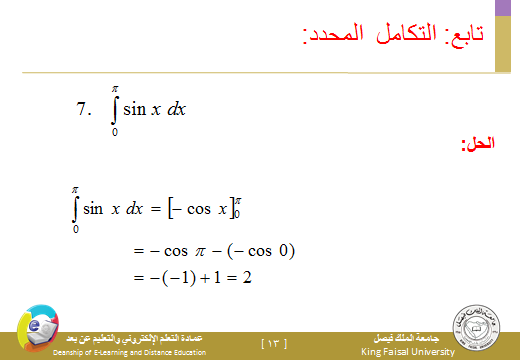 تابع: التكامل المحدد:
7. ∫₀^π sin x dx
الحل:
∫₀^π sin x dx = [− cos x]₀^π
= − cos π − (− cos 0)
= −(−1) + 1 = 2
جامعة الملك فيصل
King Faisal University
[ ١٣ ]
عمادة التعلم الإلكتروني والتعليم عن بعد
Deanship of E-Learning and Distance Education